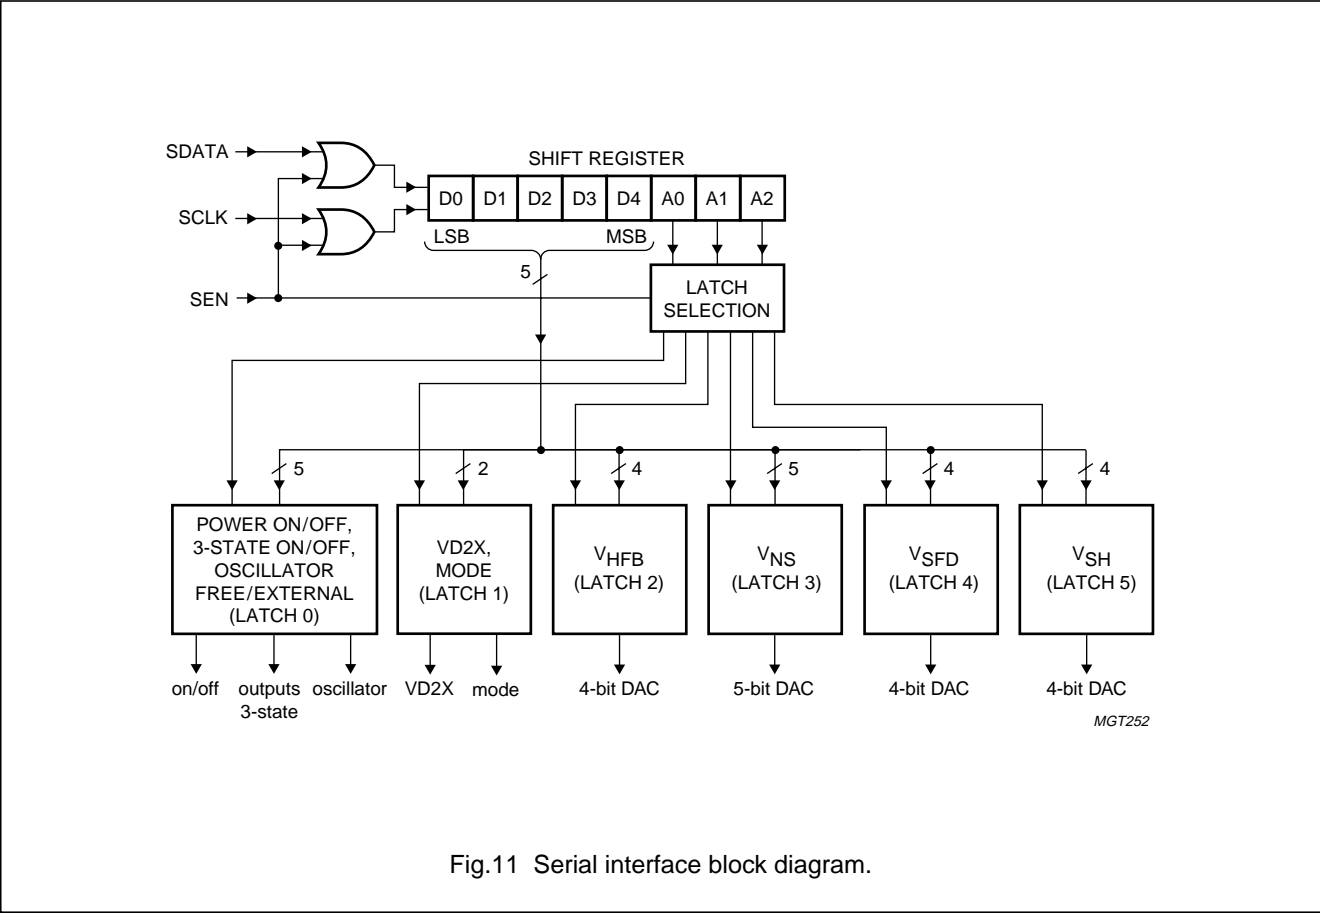 SDATA
SHIFT REGISTER
D0 D1 D2 D3 D4 A0 A1 A2
SCLK
LSB MSB
5
SEN
LATCH
SELECTION
5 2 4 5 4 4
POWER ON/OFF,
3-STATE ON/OFF,
OSCILLATOR
FREE/EXTERNAL
(LATCH 0)
VD2X,
MODE
(LATCH 1)
VHFB
(LATCH 2)
VNS
(LATCH 3)
VSFD
(LATCH 4)
VSH
(LATCH 5)
on/off
outputs
3-state
oscillator
VD2X
mode
4-bit DAC
5-bit DAC
4-bit DAC
4-bit DAC
MGT252
Fig.11 Serial interface block diagram.